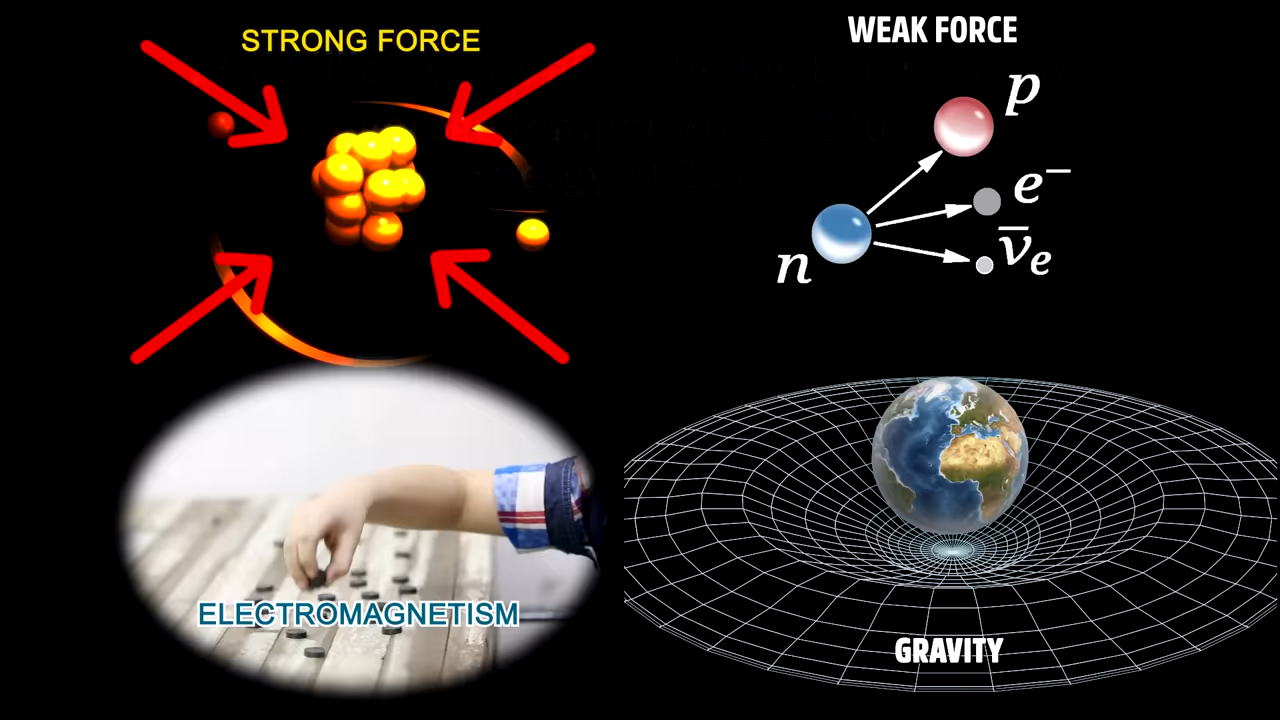 STRONG FORCE
WEAK FORCE
p
e⁻
n
ν̅ₑ
ELECTROMAGNETISM
GRAVITY